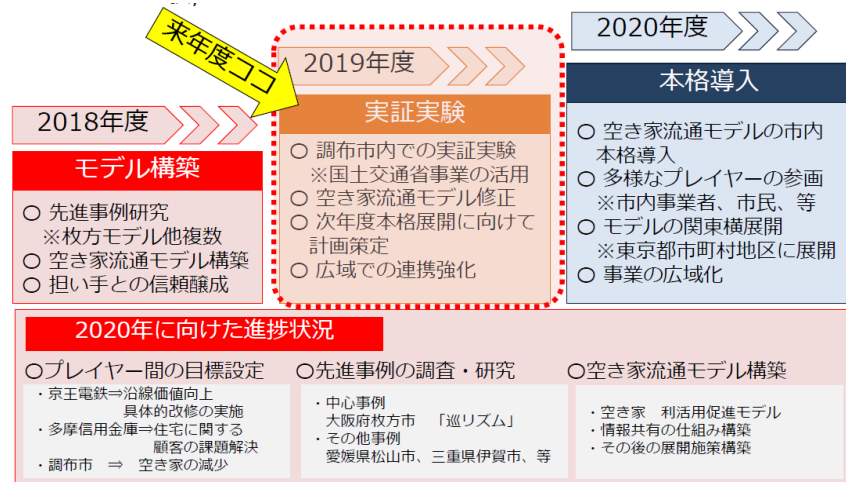 来年度ココ
2018年度
モデル構築
○ 先進事例研究
※枚方モデル他複数
○ 空き家流通モデル構築
○ 担い手との信頼醸成
2019年度
実証実験
○ 調布市内での実証実験
※国土交通省事業の活用
○ 空き家流通モデル修正
○ 次年度本格展開に向けて
計画策定
○ 広域での連携強化
2020年度
本格導入
○ 空き家流通モデルの市内
本格導入
○ 多様なプレイヤーの参画
※市内事業者、市民、等
○ モデルの関東横展開
※東京都市町村地区に展開
○ 事業の広域化
2020年に向けた進捗状況
○プレイヤー間の目標設定
・京王電鉄⇒沿線価値向上
具体的改修の実施
・多摩信用金庫⇒住宅に関する
顧客の課題解決
・調布市 ⇒ 空き家の減少
○先進事例の調査・研究
・中心事例
大阪府枚方市 「巡リズム」
・その他事例
愛媛県松山市、三重県伊賀市、等
○空き家流通モデル構築
・空き家 利活用促進モデル
・情報共有の仕組み構築
・その後の展開施策構築